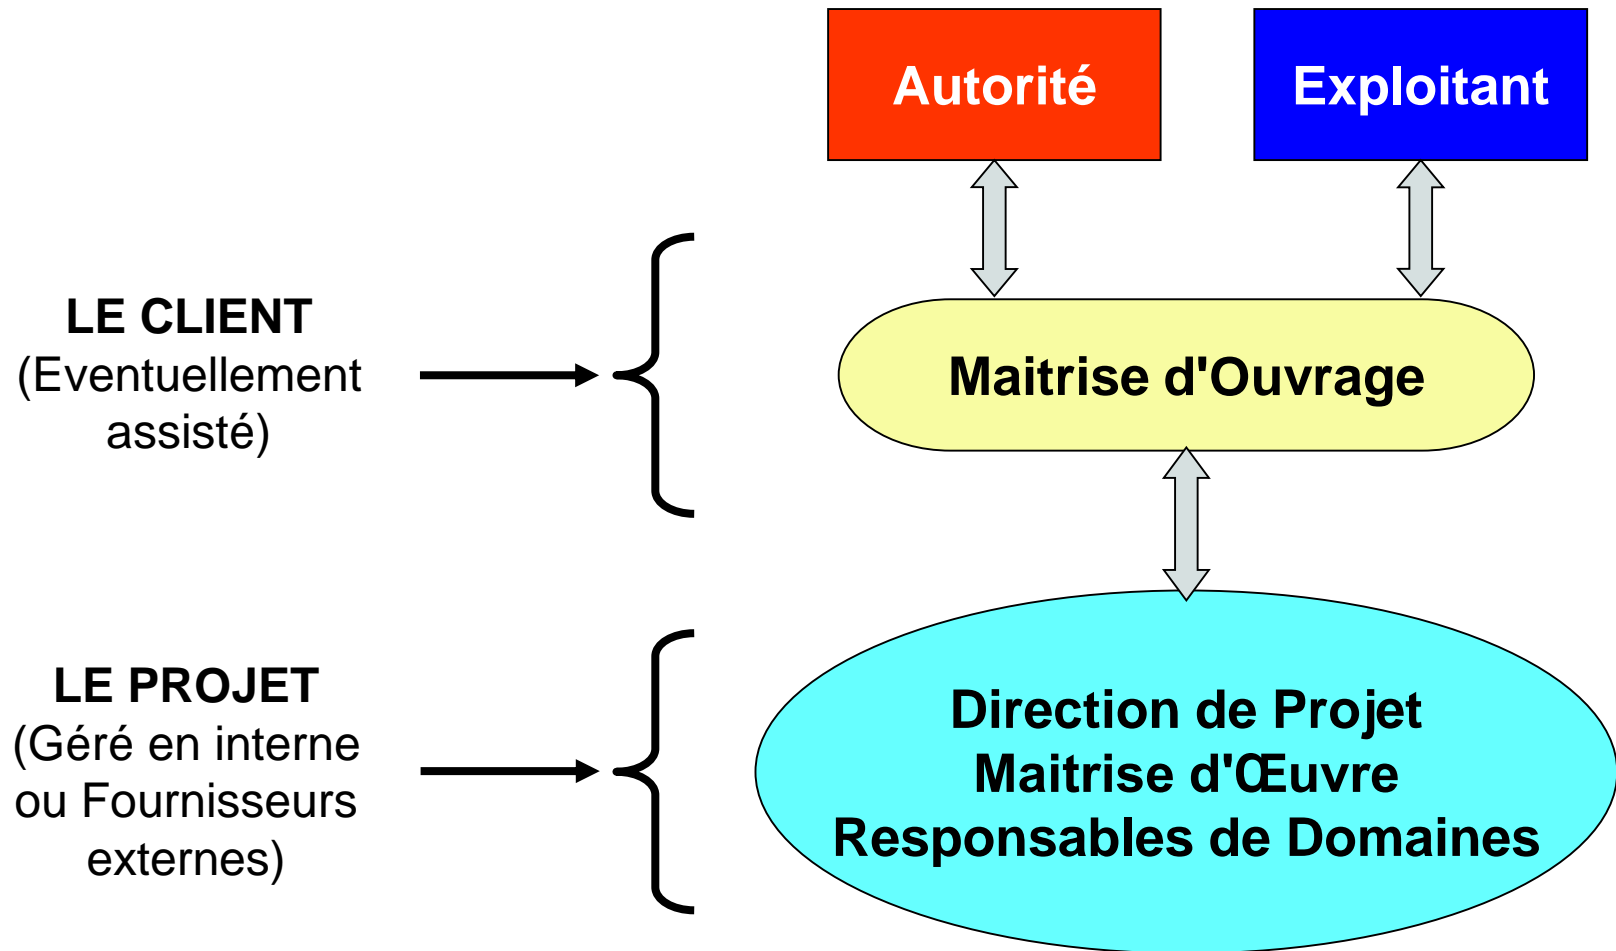 Autorité
Exploitant
LE CLIENT
(Eventuellement
assisté)
Maitrise d'Ouvrage
LE PROJET
(Géré en interne
ou Fournisseurs
externes)
Direction de Projet
Maitrise d'Œuvre
Responsables de Domaines